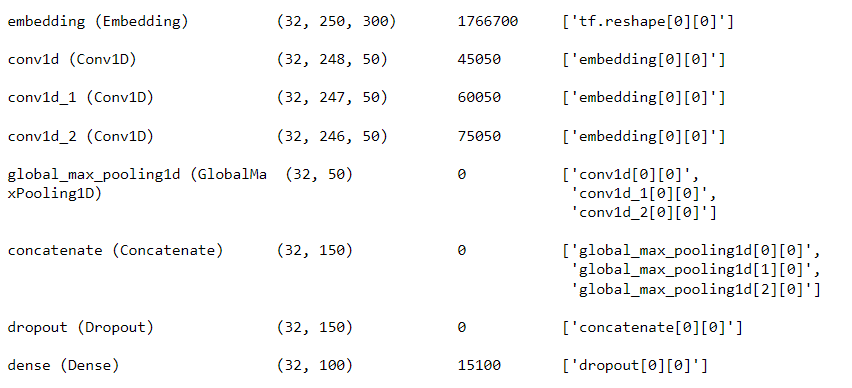 embedding (Embedding) (32, 250, 300) 1766700 ['tf.reshape[0][0]']
conv1d (Conv1D) (32, 248, 50) 45050 ['embedding[0][0]']
conv1d_1 (Conv1D) (32, 247, 50) 60050 ['embedding[0][0]']
conv1d_2 (Conv1D) (32, 246, 50) 75050 ['embedding[0][0]']
global_max_pooling1d (GlobalMa (32, 50) 0 ['conv1d[0][0]',
xPooling1D) 'conv1d_1[0][0]',
'conv1d_2[0][0]']
concatenate (Concatenate) (32, 150) 0 ['global_max_pooling1d[0][0]',
'global_max_pooling1d[1][0]',
'global_max_pooling1d[2][0]']
dropout (Dropout) (32, 150) 0 ['concatenate[0][0]']
dense (Dense) (32, 100) 15100 ['dropout[0][0]']